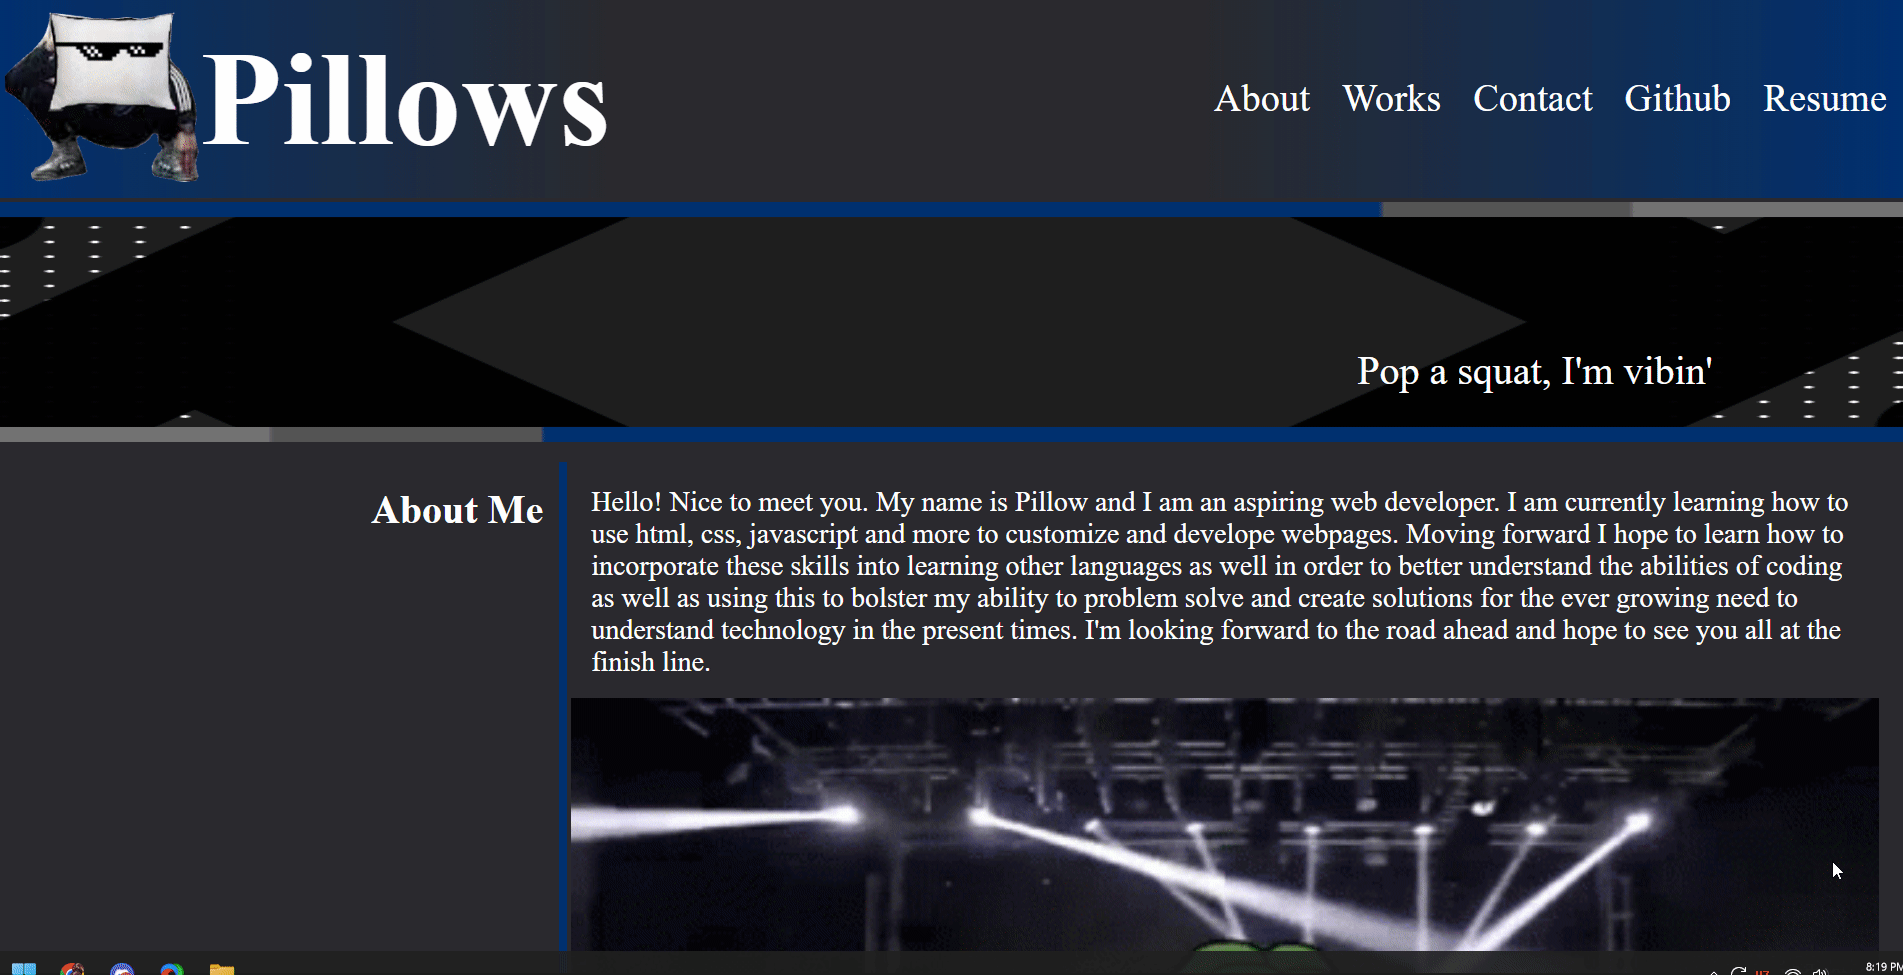 Pillows
About Works Contact Github Resume
Pop a squat, I'm vibin'
About Me
Hello! Nice to meet you. My name is Pillow and I am an aspiring web developer. I am currently learning how to
use html, css, javascript and more to customize and develope webpages. Moving forward I hope to learn how to
incorporate these skills into learning other languages as well in order to better understand the abilities of coding
as well as using this to bolster my ability to problem solve and create solutions for the ever growing need to
understand technology in the present times. I'm looking forward to the road ahead and hope to see you all at the
finish line.
8:19 PM